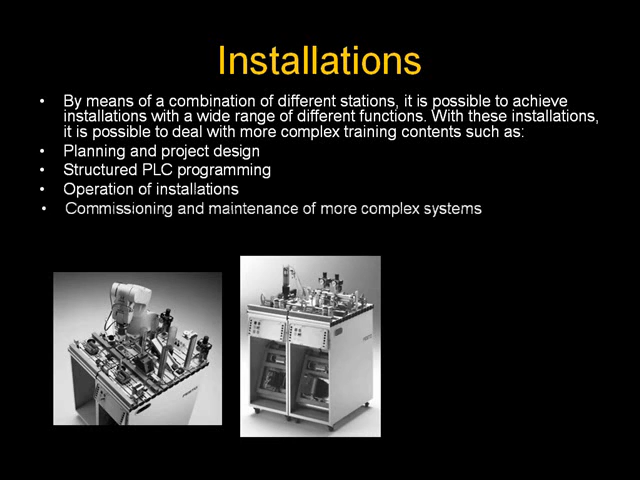 Installations
• By means of a combination of different stations, it is possible to achieve
installations with a wide range of different functions. With these installations,
it is possible to deal with more complex training contents such as:
• Planning and project design
• Structured PLC programming
• Operation of installations
• Commissioning and maintenance of more complex systems